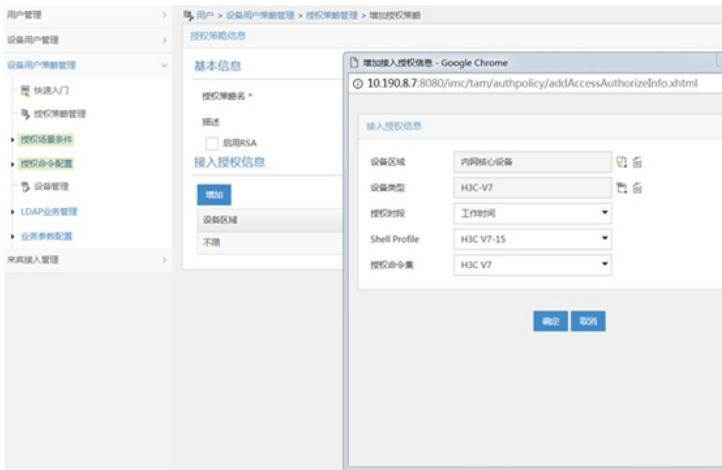 用户管理
设备用户管理
设备用户策略管理
快速入门
授权策略管理
授权场景条件
授权命令配置
设备管理
LDAP业务管理
业务参数配置
来宾接入管理
用户 > 设备用户策略管理 > 授权策略管理 > 增加授权策略
授权策略信息
基本信息
授权策略名 *
描述
启用RSA
接入授权信息
增加
设备区域
不限
增加接入授权信息 - Google Chrome
10.190.8.7:8080/imc/tam/authpolicy/addAccessAuthorizeInfo.xhtml
接入授权信息
设备区域 内网核心设备
设备类型 H3C-V7
授权时段 工作时间
Shell Profile H3C V7-15
授权命令集 H3C V7
确定 取消